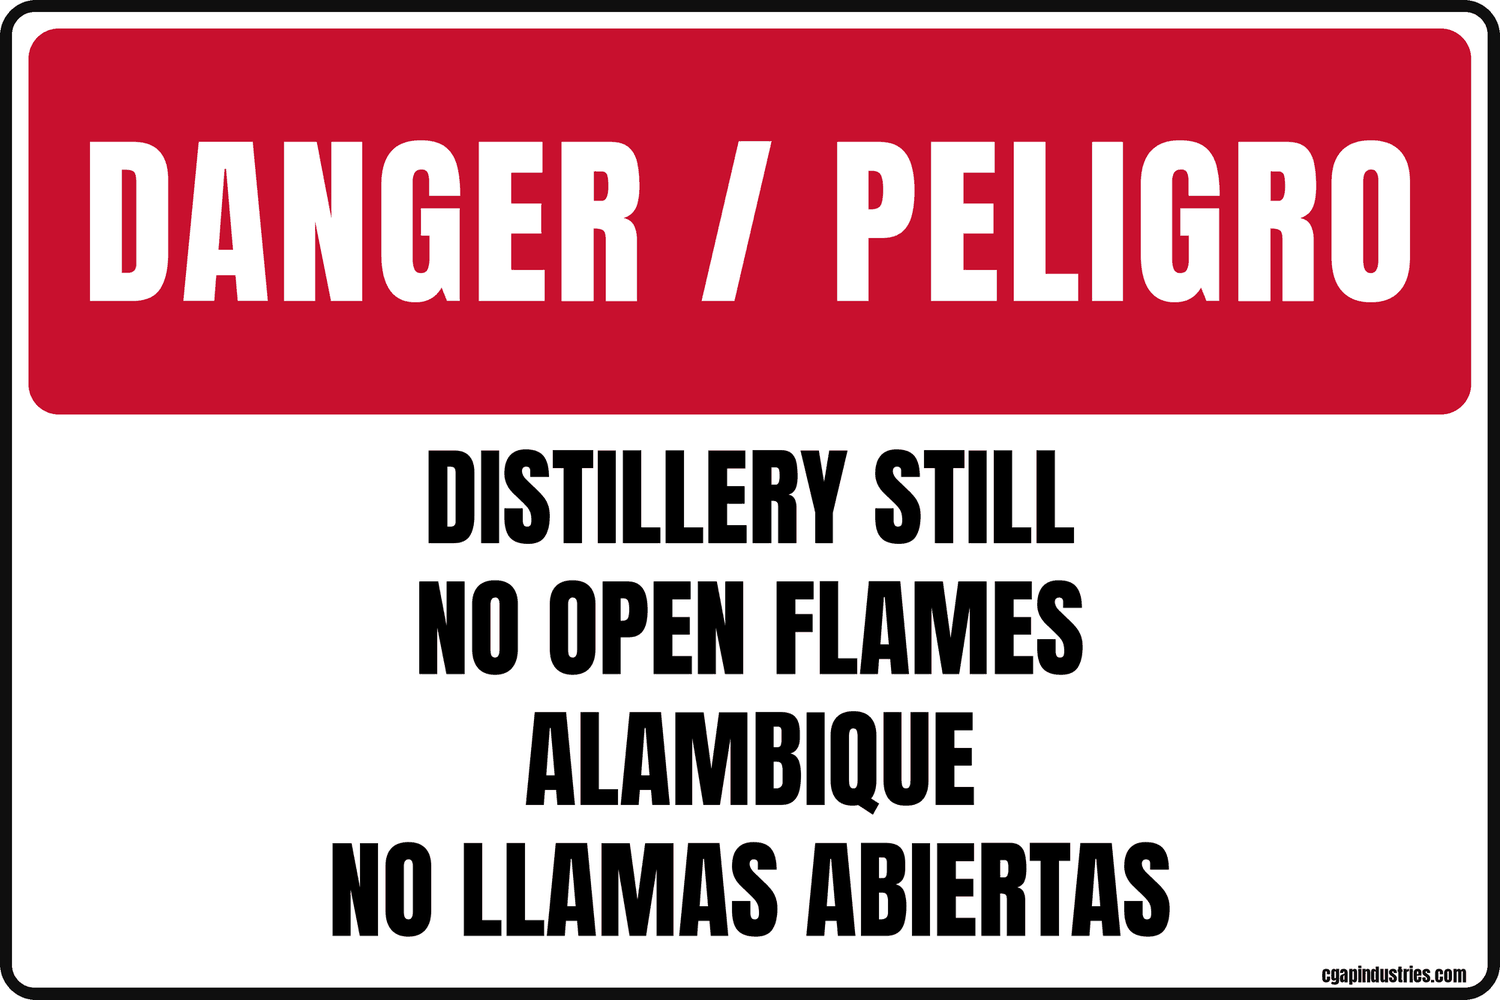 DANGER / PELIGRO
DISTILLERY STILL
NO OPEN FLAMES
ALAMBIQUE
NO LLAMAS ABIERTAS
cgapindustries.com